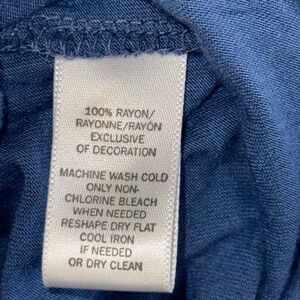 100% RAYON/
RAYONNE/RAYÓN
EXCLUSIVE
OF DECORATION
MACHINE WASH COLD
ONLY NON-
CHLORINE BLEACH
WHEN NEEDED
RESHAPE DRY FLAT
COOL IRON
IF NEEDED
OR DRY CLEAN